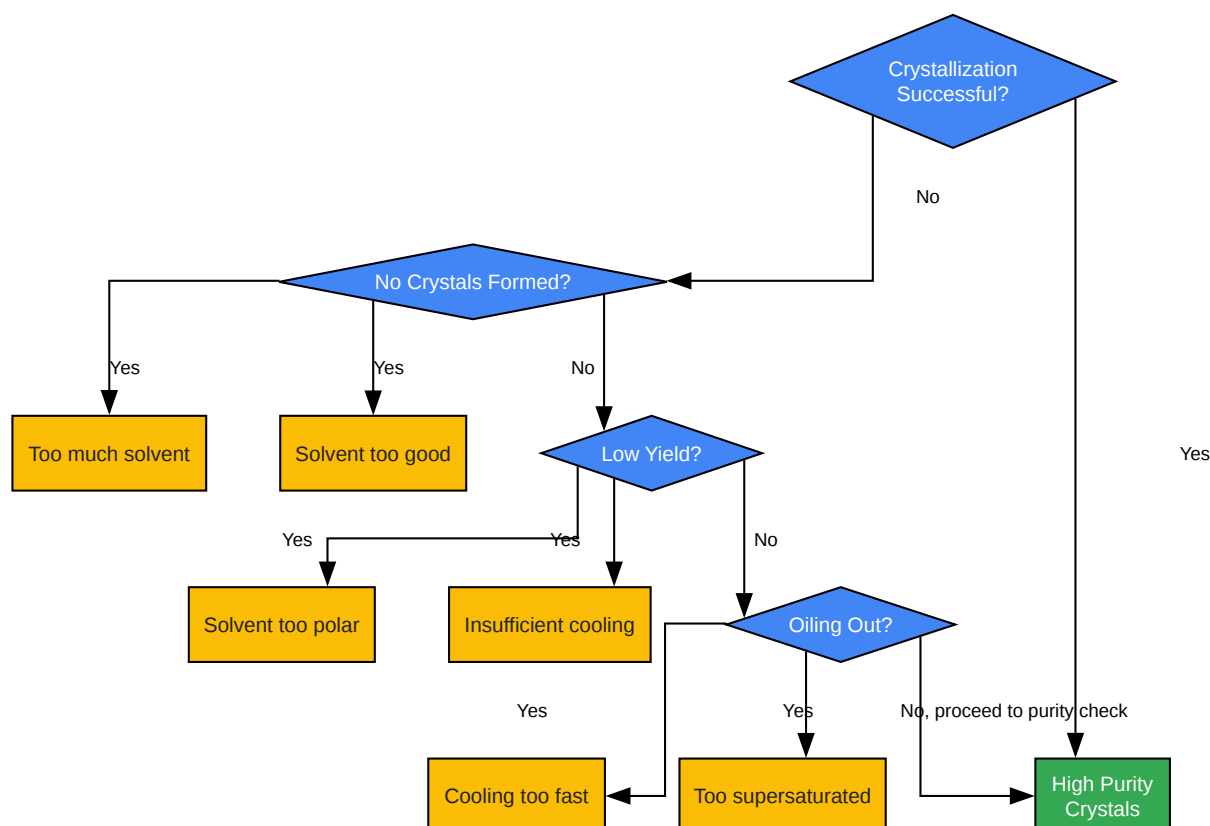 Crystallization
Successful?
No
No Crystals Formed?
Yes
Yes
No
Too much solvent
Solvent too good
Low Yield?
Yes
Yes
Yes
No
Solvent too polar
Insufficient cooling
Oiling Out?
Yes
Yes
No, proceed to purity check
Cooling too fast
Too supersaturated
High Purity
Crystals